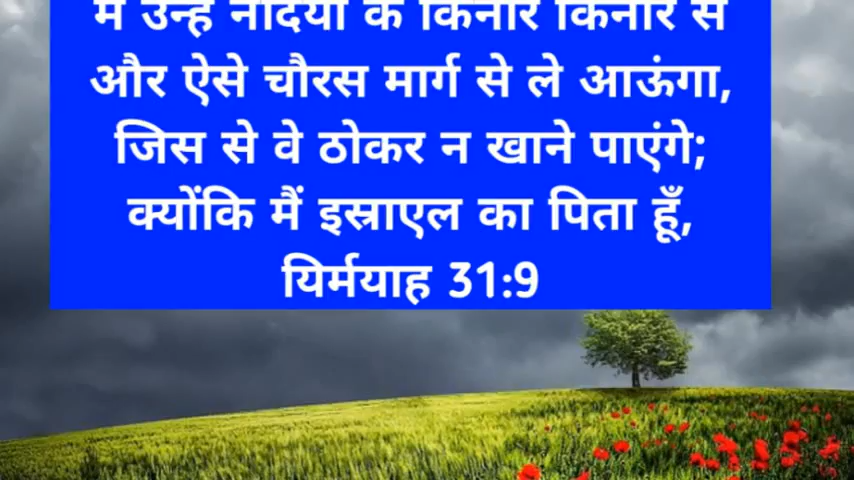 मैं उन्हें नदियों के किनारे किनारे से
और ऐसे चौरस मार्ग से ले आऊंगा,
जिस से वे ठोकर न खाने पाएंगे;
क्योंकि मैं इस्राएल का पिता हूँ,
यिर्मयाह 31:9